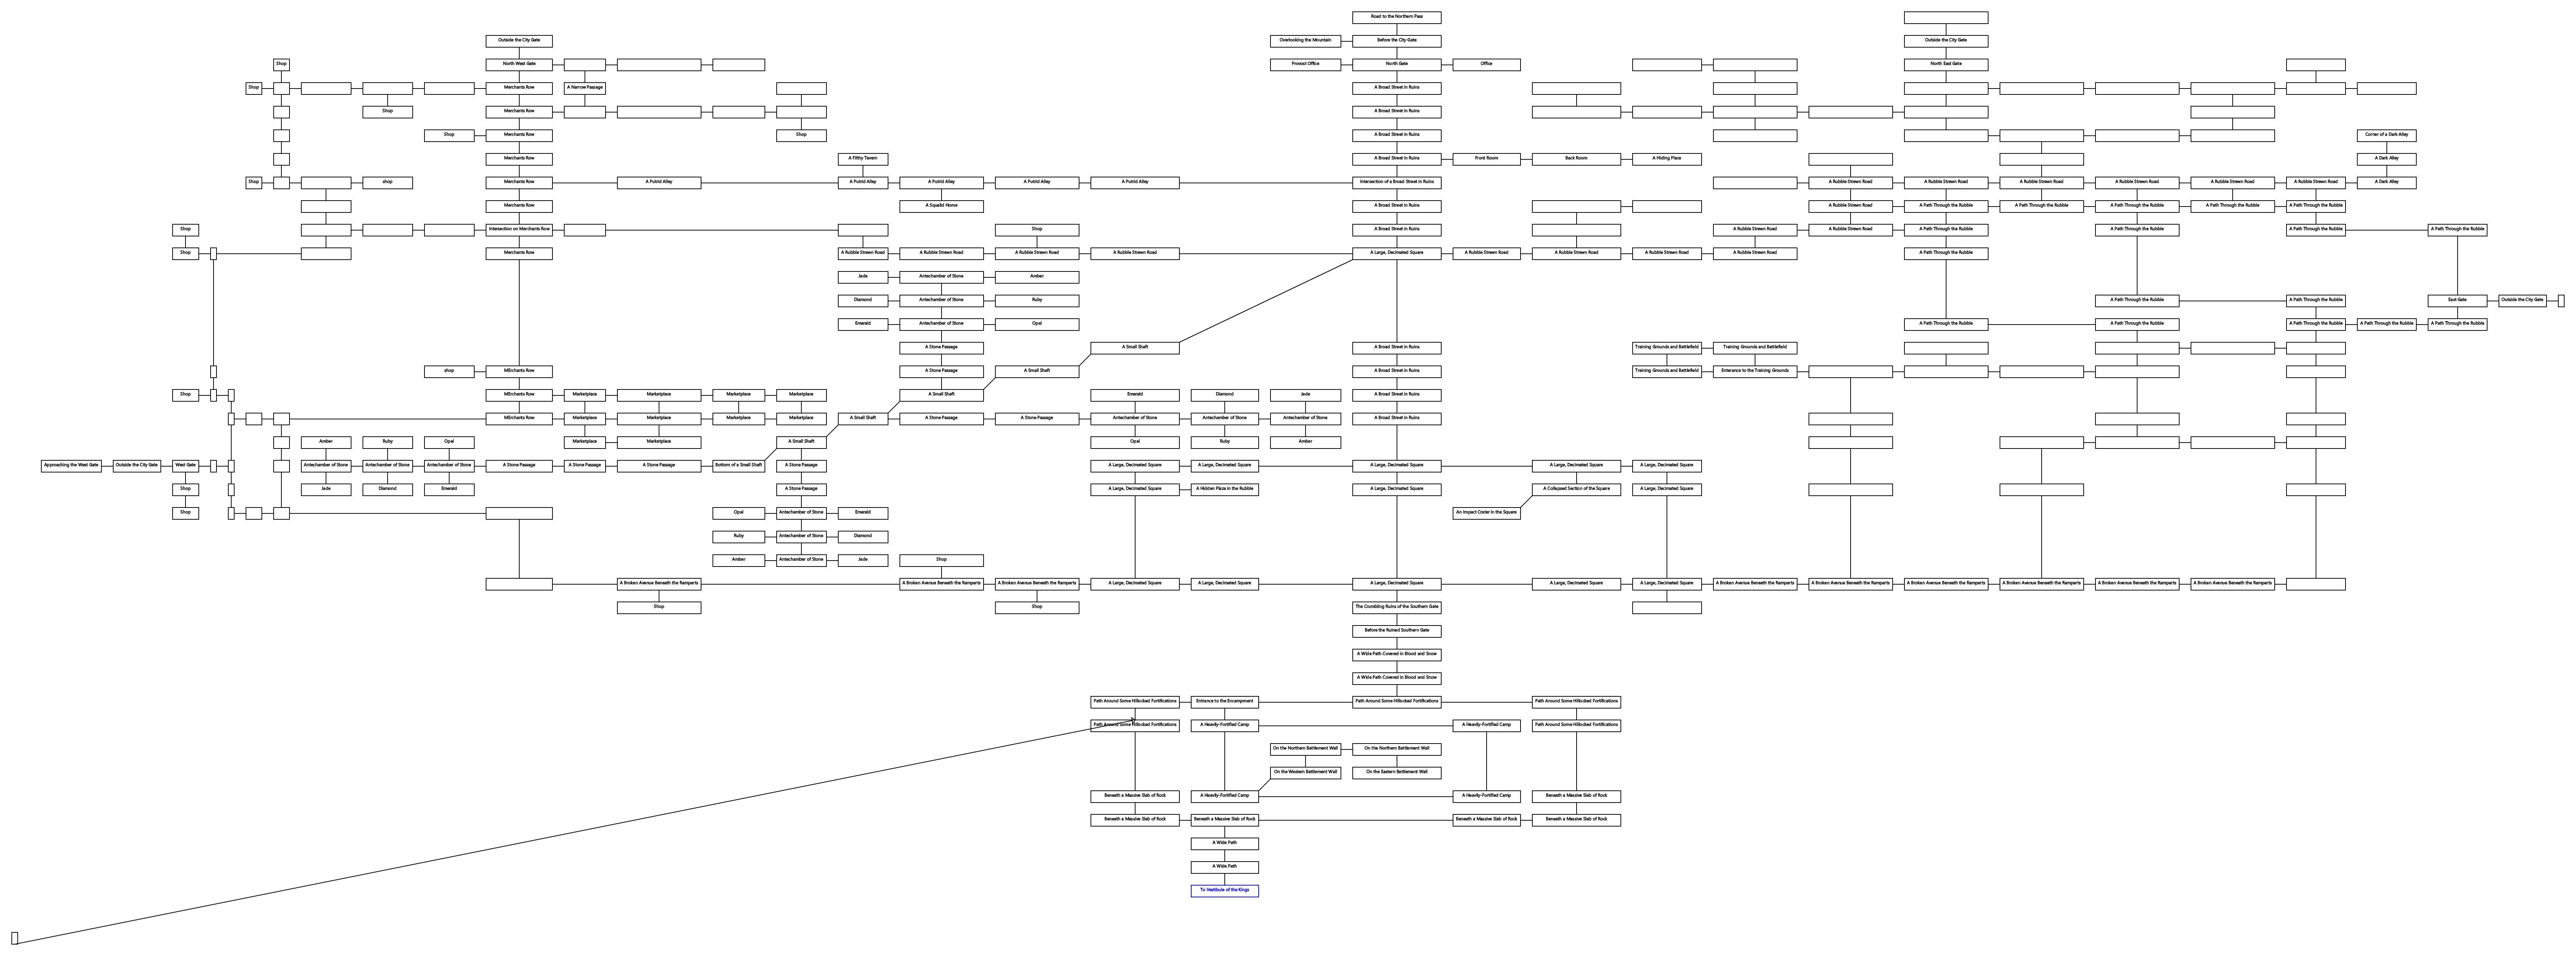 Road to the Northern Pass
Outside the City Gate
Overlooking the Mountain
Before the City Gate
Outside the City Gate
Shop
North West Gate
Provost Office
North Gate
Office
North East Gate
Shop
Merchants Row
A Narrow Passage
A Broad Street in Ruins
Shop
Merchants Row
A Broad Street in Ruins
Shop
Merchants Row
Shop
A Broad Street in Ruins
Corner of a Dark Alley
Merchants Row
A Filthy Tavern
A Broad Street in Ruins
Front Room
Back Room
A Hiding Place
A Dark Alley
Shop
shop
Merchants Row
A Putrid Alley
A Putrid Alley
A Putrid Alley
A Putrid Alley
A Putrid Alley
Intersection of a Broad Street in Ruins
A Rubble Strewn Road
A Rubble Strewn Road
A Rubble Strewn Road
A Rubble Strewn Road
A Rubble Strewn Road
A Rubble Strewn Road
A Dark Alley
Merchants Row
A Squalid Home
A Broad Street in Ruins
A Rubble Strewn Road
A Path Through the Rubble
A Path Through the Rubble
A Path Through the Rubble
A Path Through the Rubble
A Path Through the Rubble
Shop
Intersection on Merchants Row
Shop
A Broad Street in Ruins
A Rubble Strewn Road
A Rubble Strewn Road
A Path Through the Rubble
A Path Through the Rubble
A Path Through the Rubble
A Path Through the Rubble
Shop
Merchants Row
A Rubble Strewn Road
A Rubble Strewn Road
A Rubble Strewn Road
A Rubble Strewn Road
A Large, Decimated Square
A Rubble Strewn Road
A Rubble Strewn Road
A Rubble Strewn Road
A Rubble Strewn Road
A Path Through the Rubble
Jade
Antechamber of Stone
Amber
Diamond
Antechamber of Stone
Ruby
A Path Through the Rubble
A Path Through the Rubble
East Gate
Outside the City Gate
Emerald
Antechamber of Stone
Opal
A Path Through the Rubble
A Path Through the Rubble
A Path Through the Rubble
A Path Through the Rubble
A Path Through the Rubble
A Stone Passage
A Small Shaft
A Broad Street in Ruins
Training Grounds and Battlefield
Training Grounds and Battlefield
shop
MErchants Row
A Stone Passage
A Small Shaft
A Broad Street in Ruins
Training Grounds and Battlefield
Enterance to the Training Grounds
Shop
MErchants Row
Marketplace
Marketplace
Marketplace
Marketplace
A Small Shaft
Emerald
Diamond
Jade
A Broad Street in Ruins
MErchants Row
Marketplace
Marketplace
Marketplace
Marketplace
A Small Shaft
A Stone Passage
A Stone Passage
Antechamber of Stone
Antechamber of Stone
Antechamber of Stone
A Broad Street in Ruins
Amber
Ruby
Opal
Marketplace
Marketplace
A Small Shaft
Opal
Ruby
Amber
Approaching the West Gate
Outside the City Gate
West Gate
Antechamber of Stone
Antechamber of Stone
Antechamber of Stone
A Stone Passage
A Stone Passage
A Stone Passage
Bottom of a Small Shaft
A Stone Passage
A Large, Decimated Square
A Large, Decimated Square
A Large, Decimated Square
A Large, Decimated Square
A Large, Decimated Square
Shop
Jade
Diamond
Emerald
A Stone Passage
A Large, Decimated Square
A Hidden Plaza in the Rubble
A Large, Decimated Square
A Collapsed Section of the Square
A Large, Decimated Square
Shop
Opal
Antechamber of Stone
Emerald
An Impact Crater in the Square
Ruby
Antechamber of Stone
Diamond
Amber
Antechamber of Stone
Jade
Shop
A Broken Avenue Beneath the Ramparts
A Broken Avenue Beneath the Ramparts
A Broken Avenue Beneath the Ramparts
A Large, Decimated Square
A Large, Decimated Square
A Large, Decimated Square
A Large, Decimated Square
A Large, Decimated Square
A Broken Avenue Beneath the Ramparts
A Broken Avenue Beneath the Ramparts
A Broken Avenue Beneath the Ramparts
A Broken Avenue Beneath the Ramparts
A Broken Avenue Beneath the Ramparts
A Broken Avenue Beneath the Ramparts
Shop
Shop
The Crumbling Ruins of the Southern Gate
Before the Ruined Southern Gate
A Wide Path Covered in Blood and Snow
A Wide Path Covered in Blood and Snow
Path Around Some Hillocked Fortifications
Entrance to the Encampment
Path Around Some Hillocked Fortifications
Path Around Some Hillocked Fortifications
Path Around Some Hillocked Fortifications
A Heavily-Fortified Camp
A Heavily-Fortified Camp
Path Around Some Hillocked Fortifications
On the Northern Battlement Wall
On the Northern Battlement Wall
On the Western Battlement Wall
On the Eastern Battlement Wall
Beneath a Massive Slab of Rock
A Heavily-Fortified Camp
A Heavily-Fortified Camp
Beneath a Massive Slab of Rock
Beneath a Massive Slab of Rock
Beneath a Massive Slab of Rock
Beneath a Massive Slab of Rock
Beneath a Massive Slab of Rock
A Wide Path
A Wide Path
To Vestibule of the Kings